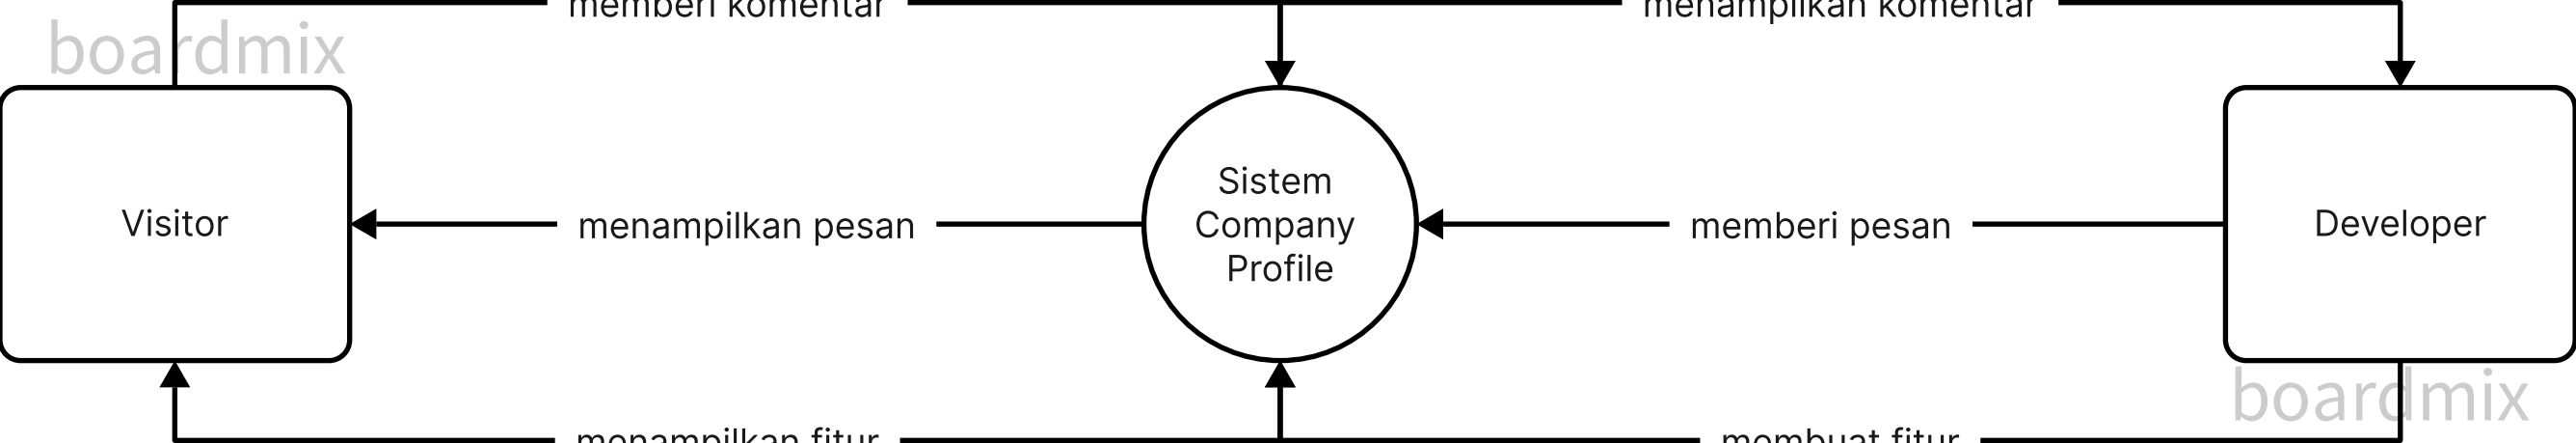 memberi komentar
menampilkan komentar
boardmix
Visitor
menampilkan pesan
Sistem
Company
Profile
memberi pesan
Developer
boardmix
menampilkan fitur
membuat fitur